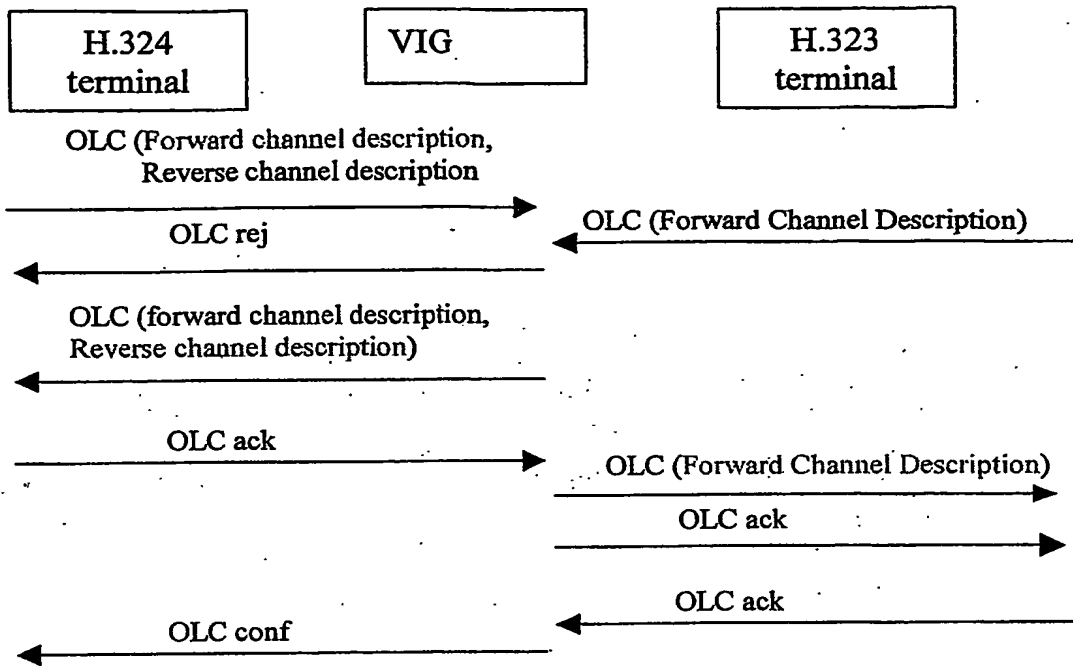 H.324
terminal
VIG
H.323
terminal
OLC (Forward channel description,
Reverse channel description
OLC (Forward Channel Description)
OLC rej
OLC (forward channel description,
Reverse channel description)
OLC ack
OLC (Forward Channel Description)
OLC ack
OLC ack
OLC conf